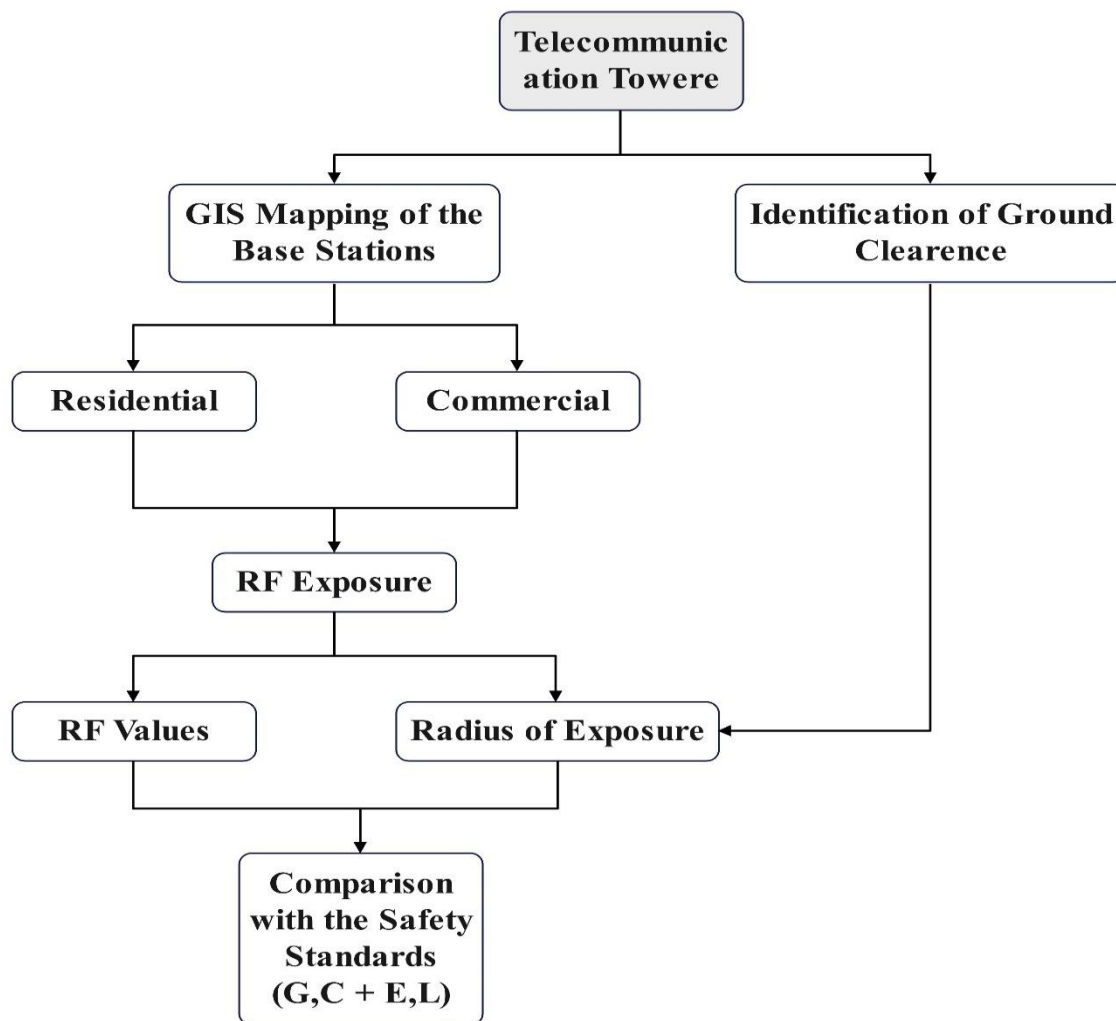 Telecommunic
ation Towere
GIS Mapping of the
Base Stations
Identification of Ground
Clearence
Residential
Commercial
RF Exposure
RF Values
Radius of Exposure
Comparison
with the Safety
Standards
(G,C + E,L)